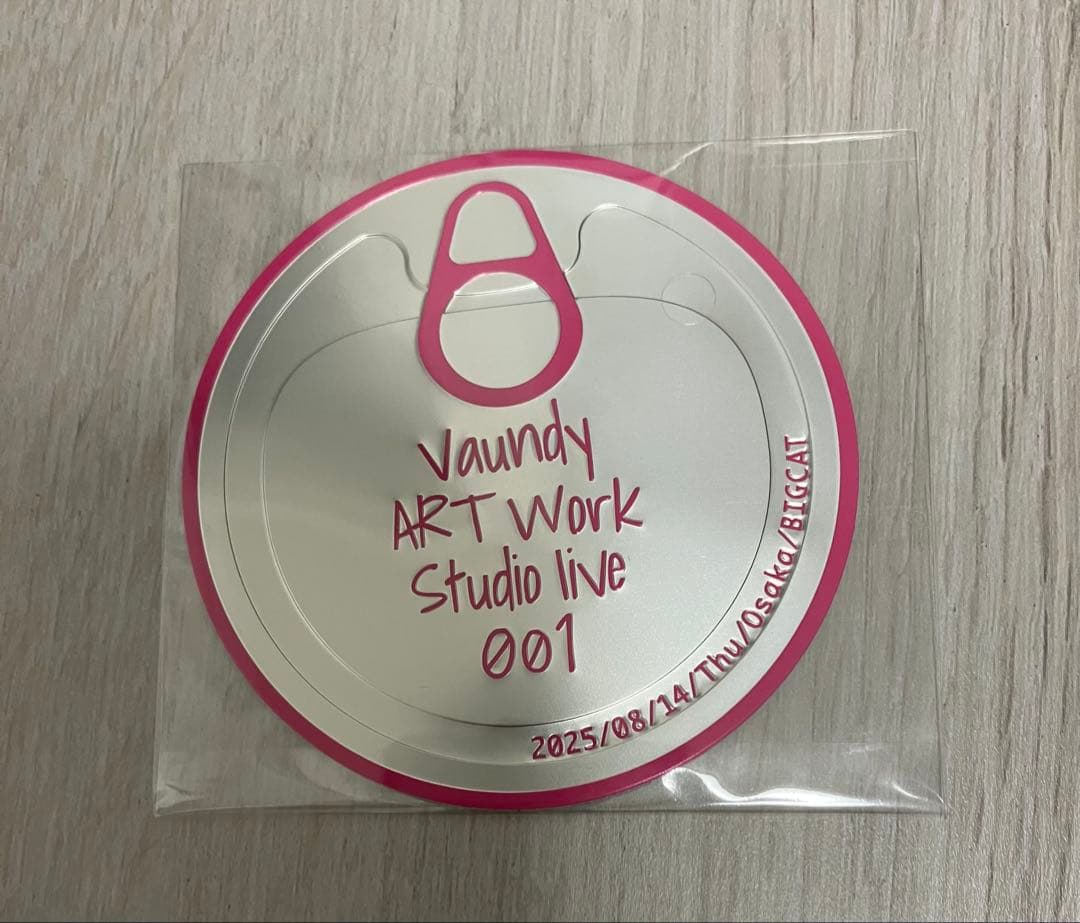 Vaundy
ART Work
Studio live
001
2025/08/14/Thu/Osaka/BIGCAT